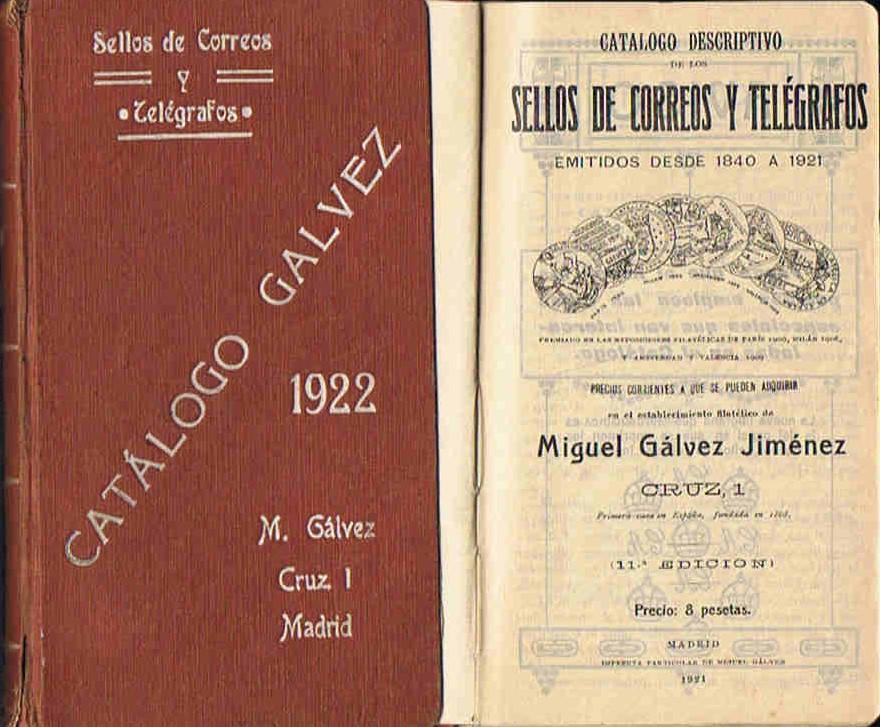 Sellos de Correos
Y
•Telégrafos•
CATÁLOGO GALVEZ
1922
M. Gálvez
Cruz 1
Madrid
CATALOGO DESCRIPTIVO
DE LOS
SELLOS DE CORREOS Y TELÉGRAFOS
EMITIDOS DESDE 1840 A 1921
PREMIADO EN LAS EXPOSICIONES FILATÉLICAS DE PARÍS 1900, MILÁN 1906,
Y AMSTERDAM Y VALENCIA 1909
PRECIOS CORRIENTES A QUE SE PUEDEN ADQUIRIR
en el establecimiento filatélico de
Miguel Gálvez Jiménez
CRUZ, 1
Primera casa en España, fundada en
(11.ª EDICION)
Precio: 8 pesetas.
MADRID
IMPRENTA PARTICULAR DE MIGUEL GÁLVEZ
1921